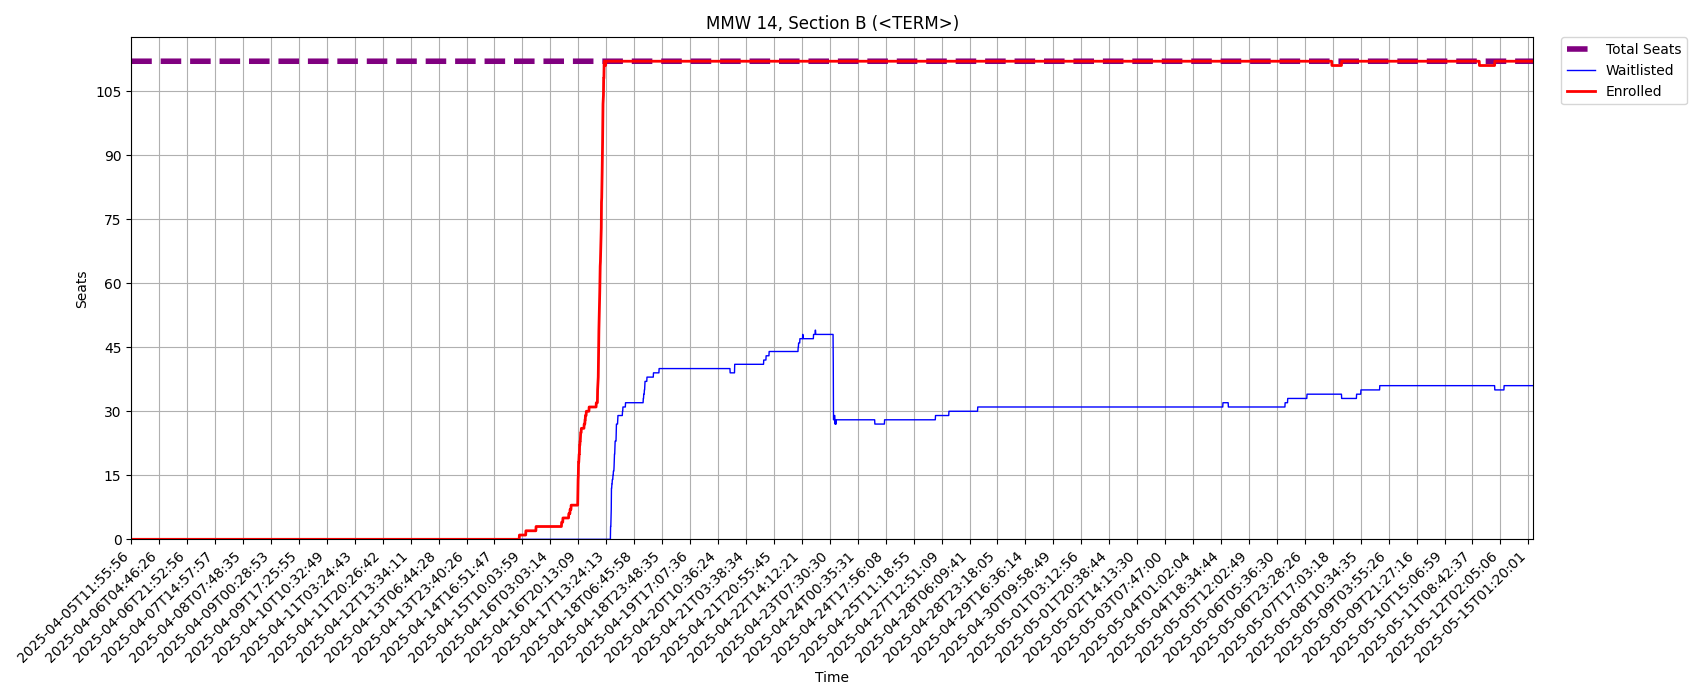 MMW 14, Section B (<TERM>)
Total Seats
Waitlisted
Enrolled
105
90
75
60
45
30
15
0
Seats
2025-04-05T11:55:56
2025-04-06T04:46:26
2025-04-06T21:52:56
2025-04-07T14:57:57
2025-04-08T07:48:35
2025-04-09T00:28:53
2025-04-09T17:25:55
2025-04-10T10:32:49
2025-04-11T03:24:43
2025-04-11T20:26:42
2025-04-12T13:34:11
2025-04-13T06:44:28
2025-04-13T23:40:26
2025-04-14T16:51:47
2025-04-15T10:03:59
2025-04-16T03:03:14
2025-04-16T20:13:09
2025-04-17T13:24:13
2025-04-18T06:45:58
2025-04-18T23:48:35
2025-04-19T17:07:36
2025-04-20T10:36:24
2025-04-21T03:38:34
2025-04-21T20:55:45
2025-04-22T14:12:21
2025-04-23T07:30:30
2025-04-24T00:35:31
2025-04-24T17:56:08
2025-04-25T11:18:55
2025-04-27T12:51:09
2025-04-28T06:09:41
2025-04-28T23:18:05
2025-04-29T16:36:14
2025-04-30T09:58:49
2025-05-01T03:12:56
2025-05-01T20:38:44
2025-05-02T14:13:30
2025-05-03T07:47:00
2025-05-04T01:02:04
2025-05-04T18:34:44
2025-05-05T12:02:49
2025-05-06T05:36:30
2025-05-06T23:28:26
2025-05-07T17:03:18
2025-05-08T10:34:35
2025-05-09T03:55:26
2025-05-09T21:27:16
2025-05-10T15:06:59
2025-05-11T08:42:37
2025-05-12T02:05:06
2025-05-15T01:20:01
Time